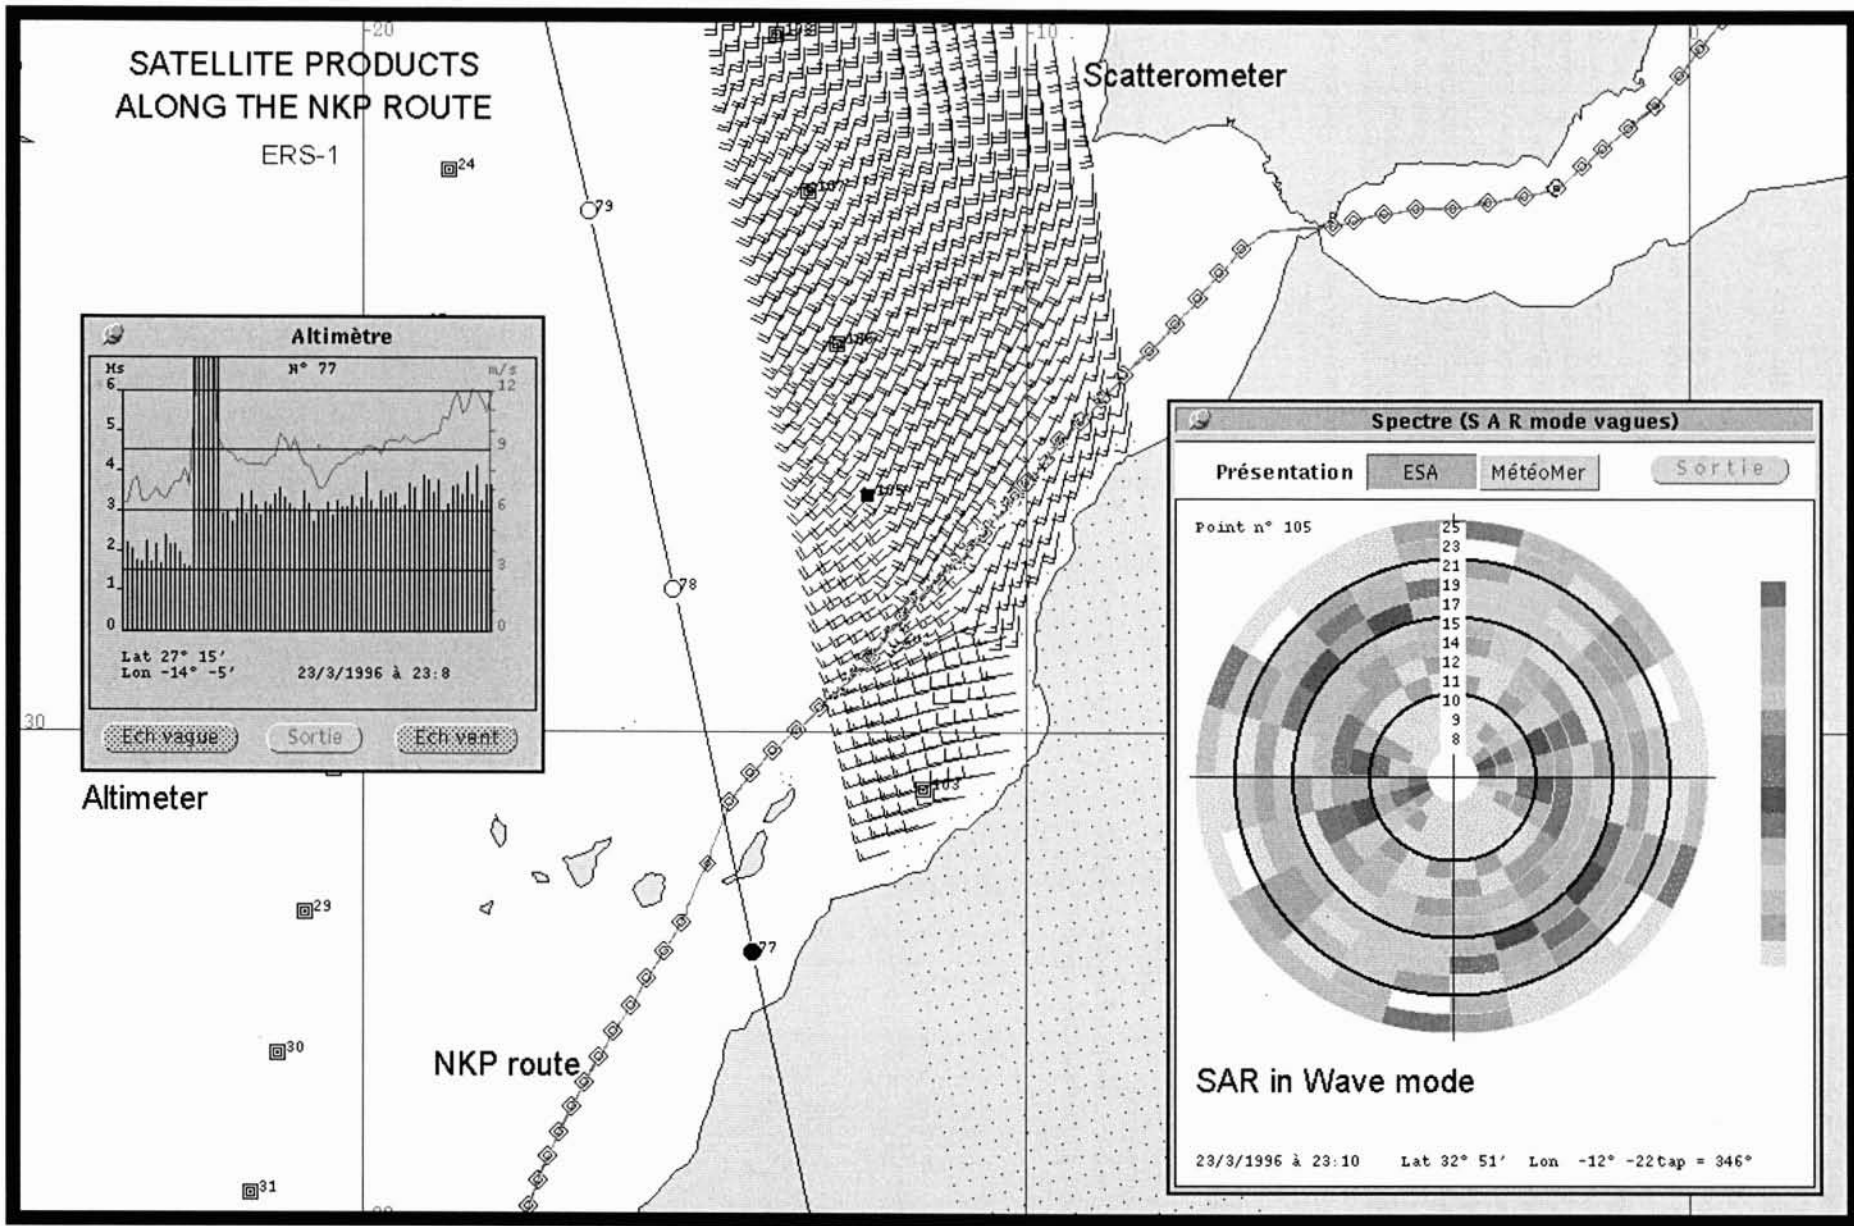 SATELLITE PRODUCTS
ALONG THE NKP ROUTE
ERS-1
-20
-10
0
Scatterometer
24
79
107
106
105
78
103
30
29
77
30
31
Altimètre
Hs
N° 77
m/s
6
12
5
9
4
3
6
2
3
1
0
0
Lat 27° 15'
Lon -14° -5'
23/3/1996 à 23:8
Ech vague
Sortie
Ech vent
Altimeter
NKP route
Spectre (S A R mode vagues)
Présentation
ESA
MétéoMer
Sortie
Point n° 105
25
23
21
19
17
15
14
12
11
10
9
8
SAR in Wave mode
23/3/1996 à 23:10 Lat 32° 51' Lon -12° -22tap = 346°